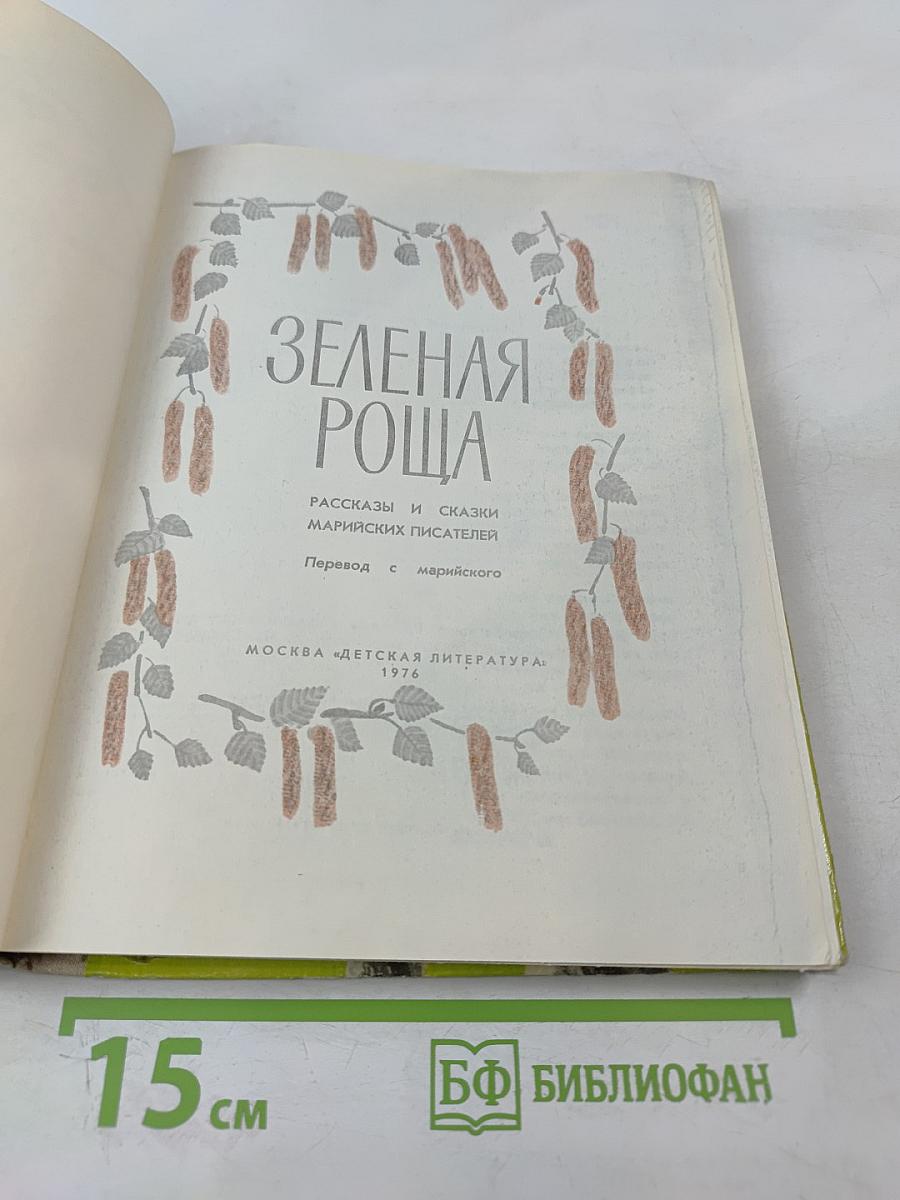 ЗЕЛЕНАЯ
РОЩА
РАССКАЗЫ И СКАЗКИ
МАРИЙСКИХ ПИСАТЕЛЕЙ
Перевод с марийского
МОСКВА «ДЕТСКАЯ ЛИТЕРАТУРА»
1976
15 см
БФ БИБЛИОФАН